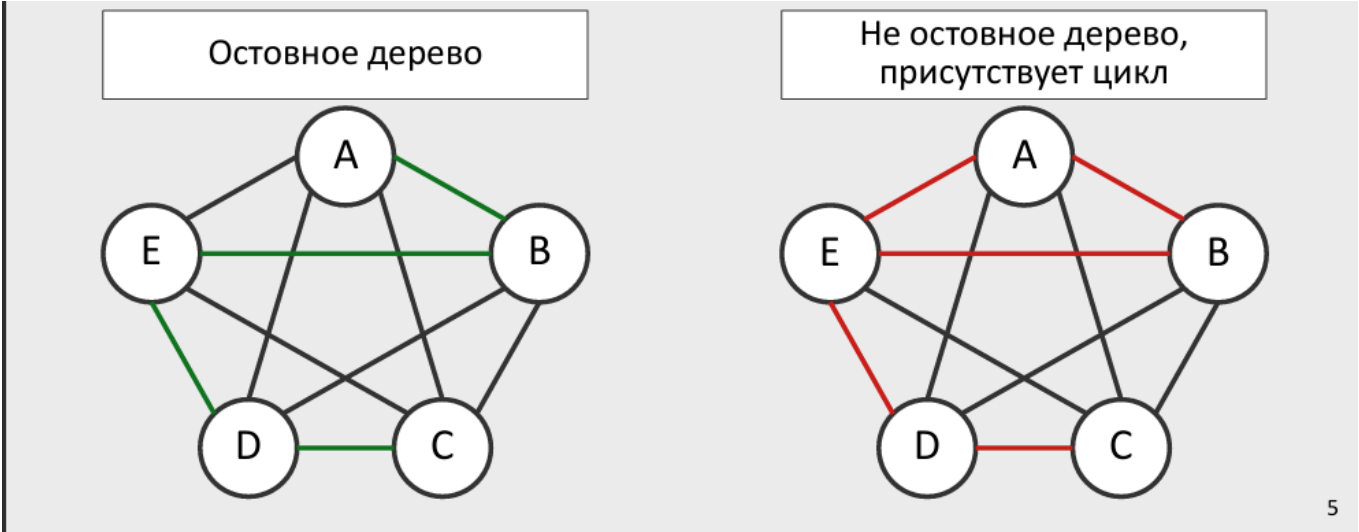 Остовное дерево
Не остовное дерево,
присутствует цикл
A
E
B
D
C
A
E
B
D
C
5